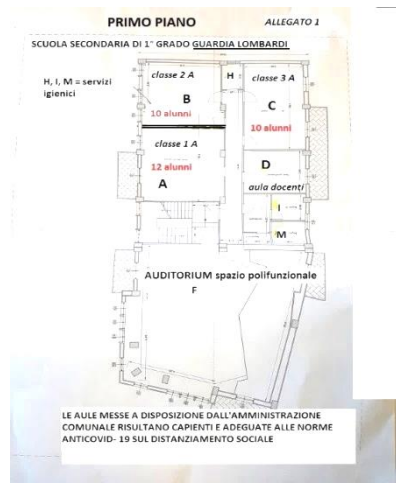 PRIMO PIANO
ALLEGATO 1
SCUOLA SECONDARIA DI 1° GRADO GUARDIA LOMBARDI
H, I, M = servizi
igienici
classe 2 A
H
classe 3 A
B
C
10 alunni
10 alunni
classe 1 A
12 alunni
D
A
aula docenti
I
M
AUDITORIUM spazio polifunzionale
F
LE AULE MESSE A DISPOSIZIONE DALL'AMMINISTRAZIONE
COMUNALE RISULTANO CAPIENTI E ADEGUATE ALLE NORME
ANTICOVID- 19 SUL DISTANZIAMENTO SOCIALE